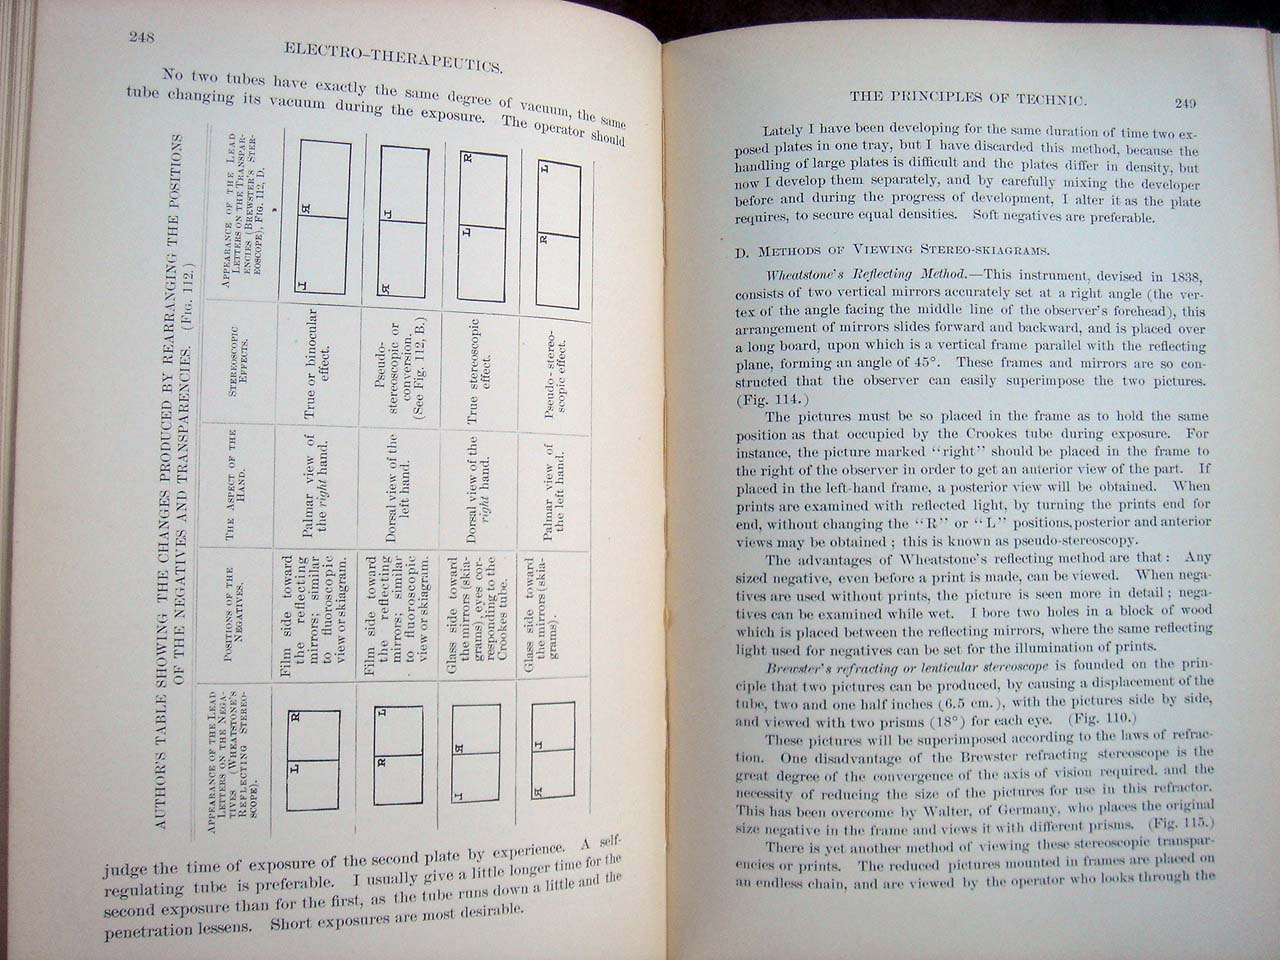 248
ELECTRO-THERAPEUTICS.
No two tubes have exactly the same degree of vacuum, the same
tube changing its vacuum during the exposure. The operator should
AUTHOR'S TABLE SHOWING THE CHANGES PRODUCED BY REARRANGING THE POSITIONS
OF THE NEGATIVES AND TRANSPARENCIES. (FIG. 112.)
APPEARANCE OF THE LEAD
LETTERS ON THE NEGA-
TIVES (WHEATSTONE'S
REFLECTING STEREO-
SCOPE).
POSITIONS OF THE
NEGATIVES.
THE ASPECT OF THE
HAND.
STEREOSCOPIC
EFFECTS.
APPEARANCE OF THE LEAD
LETTERS ON THE TRANSPAR-
ENCIES (BREWSTER'S STER-
EOSCOPE), FIG. 112, D.
L R
Film side toward
the reflecting
mirrors; similar
to fluoroscopic
view or skiagram.
Palmar view of
the right hand.
True or binocular
effect.
L R
R L
Film side toward
the reflecting
mirrors; similar
to fluoroscopic
view or skiagram.
Dorsal view of the
left hand.
Pseudo-
stereoscopic or
conversion.
(See Fig. 112, B.)
R L
L R
Glass side toward
the mirrors (skia-
grams), eyes cor-
responding to the
Crookes tube.
Dorsal view of the
right hand.
True stereoscopic
effect.
L R
R L
Glass side toward
the mirrors (skia-
grams).
Palmar view of
the left hand.
Pseudo-stereo-
scopic effect.
R L
judge the time of exposure of the second plate by experience. A self-
regulating tube is preferable. I usually give a little longer time for the
second exposure than for the first, as the tube runs down a little and the
penetration lessens. Short exposures are most desirable.
THE PRINCIPLES OF TECHNIC. 249
Lately I have been developing for the same duration of time two ex-
posed plates in one tray, but I have discarded this method, because the
handling of large plates is difficult and the plates differ in density, but
now I develop them separately, and by carefully mixing the developer
before and during the progress of development, I alter it as the plate
requires, to secure equal densities. Soft negatives are preferable.
D. METHODS OF VIEWING STEREO-SKIAGRAMS.
Wheatstone's Reflecting Method.—This instrument, devised in 1838,
consists of two vertical mirrors accurately set at a right angle (the ver-
tex of the angle facing the middle line of the observer's forehead), this
arrangement of mirrors slides forward and backward, and is placed over
a long board, upon which is a vertical frame parallel with the reflecting
plane, forming an angle of 45°. These frames and mirrors are so con-
structed that the observer can easily superimpose the two pictures.
(Fig. 114.)
The pictures must be so placed in the frame as to hold the same
position as that occupied by the Crookes tube during exposure. For
instance, the picture marked "right" should be placed in the frame to
the right of the observer in order to get an anterior view of the part. If
placed in the left-hand frame, a posterior view will be obtained. When
prints are examined with reflected light, by turning the prints end for
end, without changing the "R" or "L" positions, posterior and anterior
views may be obtained; this is known as pseudo-stereoscopy.
The advantages of Wheatstone's reflecting method are that: Any
sized negative, even before a print is made, can be viewed. When nega-
tives are used without prints, the picture is seen more in detail; nega-
tives can be examined while wet. I bore two holes in a block of wood
which is placed between the reflecting mirrors, where the same reflecting
light used for negatives can be set for the illumination of prints.
Brewster's refracting or lenticular stereoscope is founded on the prin-
ciple that two pictures can be produced, by causing a displacement of the
tube, two and one half inches (6.5 cm.), with the pictures side by side,
and viewed with two prisms (18°) for each eye. (Fig. 110.)
These pictures will be superimposed according to the laws of refrac-
tion. One disadvantage of the Brewster refracting stereoscope is the
great degree of the convergence of the axis of vision required, and the
necessity of reducing the size of the pictures for use in this refractor.
This has been overcome by Walter, of Germany, who places the original
size negative in the frame and views it with different prisms. (Fig. 115.)
There is yet another method of viewing these stereoscopic transpar-
encies or prints. The reduced pictures mounted in frames are placed on
an endless chain, and are viewed by the operator who looks through the